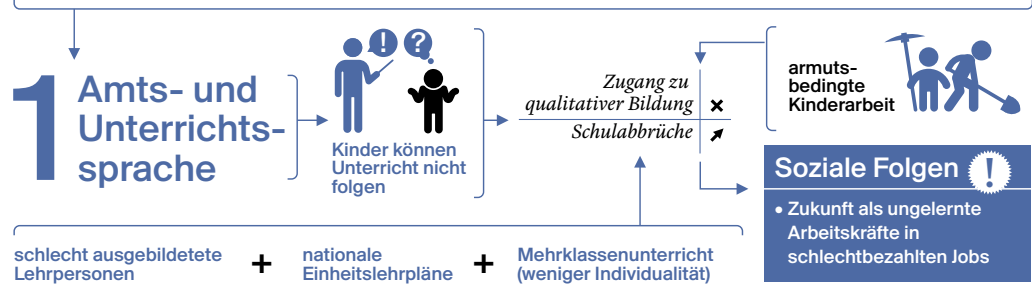 1
Amts- und
Unterrichts-
sprache
! ?
Kinder können
Unterricht nicht
folgen
Zugang zu
qualitativer Bildung
Schulabbrüche
armuts-
bedingte
Kinderarbeit
Soziale Folgen !
• Zukunft als ungelernte
Arbeitskräfte in
schlechtbezahlten Jobs
schlecht ausgebildetete
Lehrpersonen
+
nationale
Einheitslehrpläne
+
Mehrklassenunterricht
(weniger Individualität)